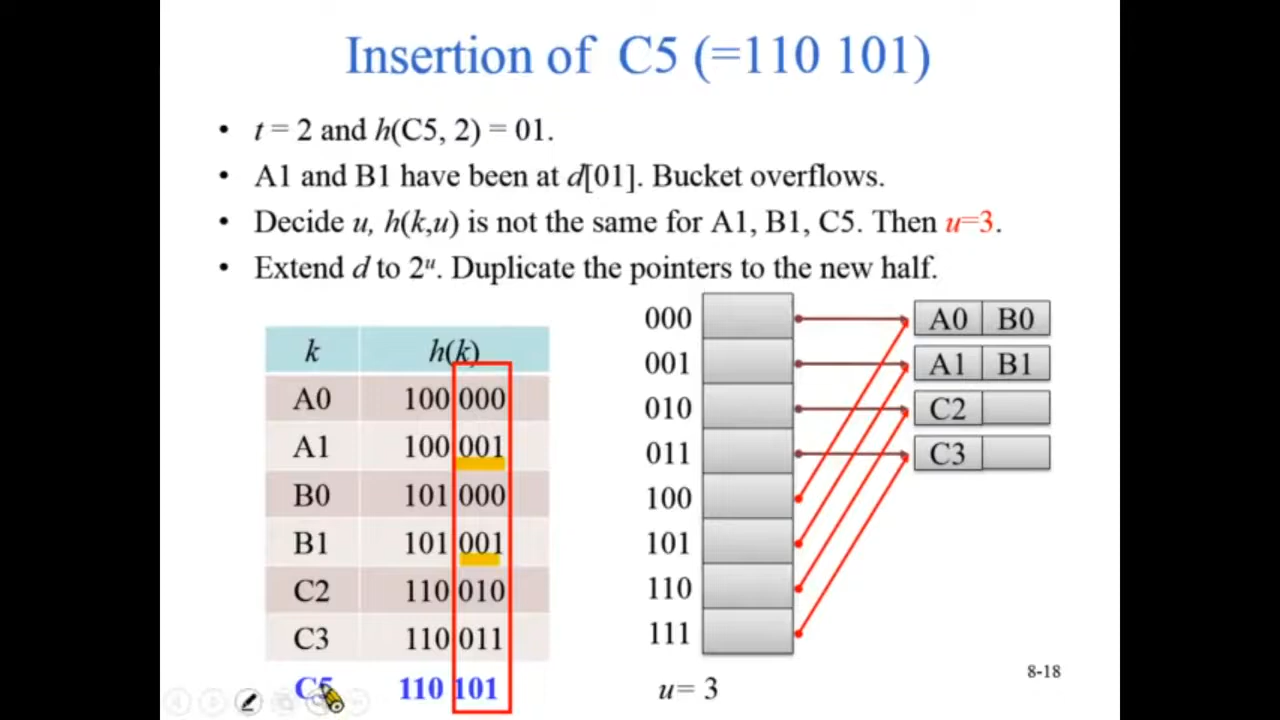 Insertion of C5 (=110 101)
• t = 2 and h(C5, 2) = 01.
• A1 and B1 have been at d[01]. Bucket overflows.
• Decide u, h(k,u) is not the same for A1, B1, C5. Then u=3.
• Extend d to 2ᵘ. Duplicate the pointers to the new half.
k h(k)
A0 100 000
A1 100 001
B0 101 000
B1 101 001
C2 110 010
C3 110 011
C5 110 101
000
001
010
011
100
101
110
111
u= 3
A0 B0
A1 B1
C2
C3
8-18